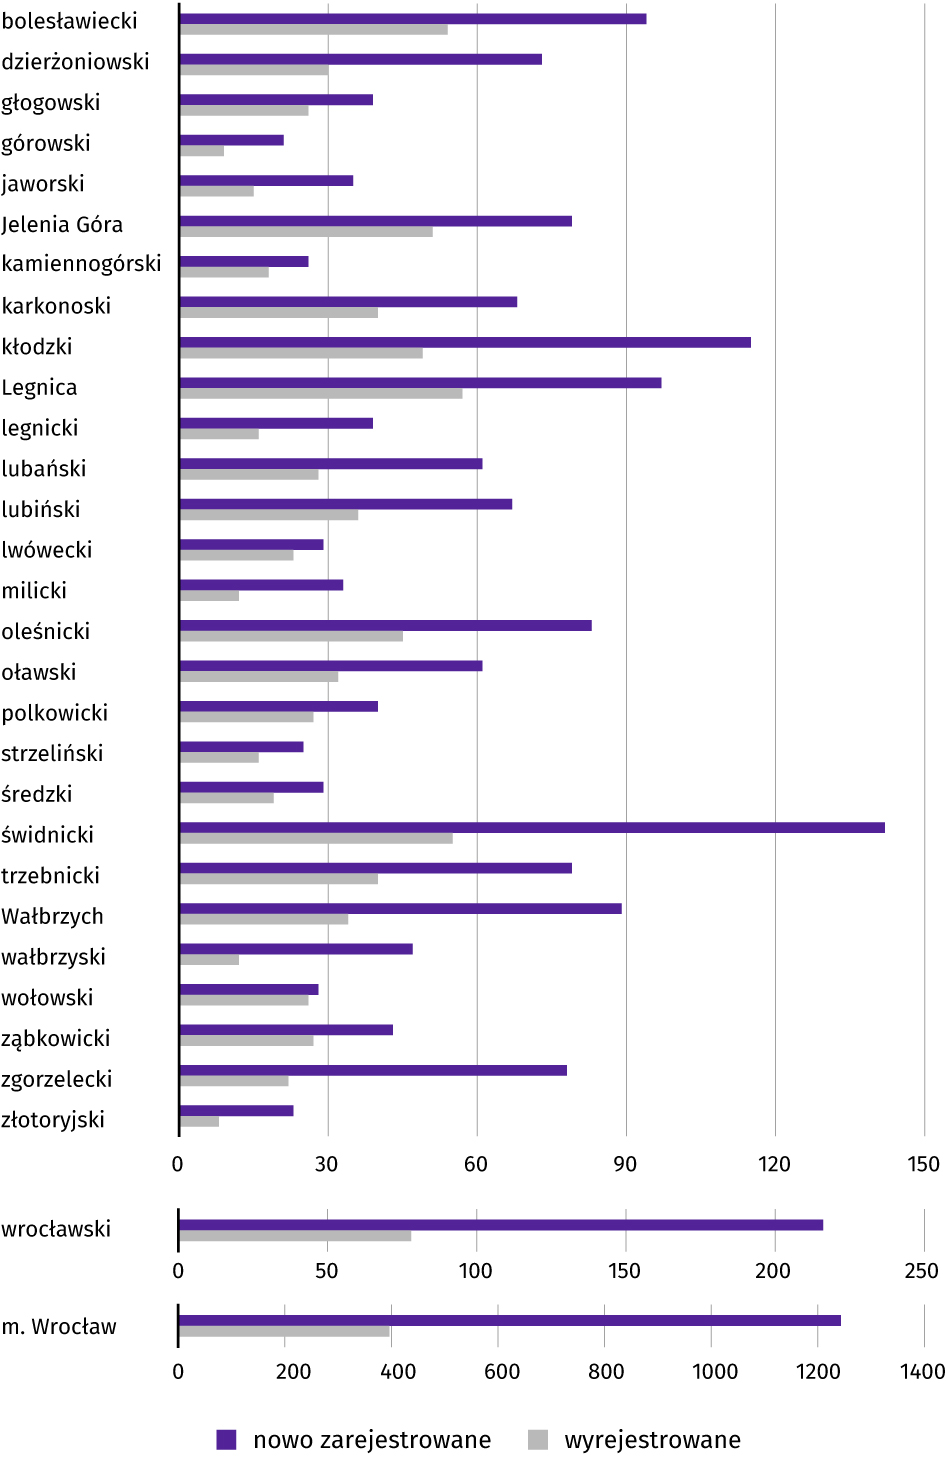 bolesławiecki
dzierżoniowski
głogowski
górowski
jaworski
Jelenia Góra
kamiennogórski
karkonoski
kłodzki
Legnica
legnicki
lubański
lubiński
lwówecki
milicki
oleśnicki
oławski
polkowicki
strzeliński
średzki
świdnicki
trzebnicki
Wałbrzych
wałbrzyski
wołowski
ząbkowicki
zgorzelecki
złotoryjski
0 30 60 90 120 150
wrocławski
0 50 100 150 200 250
m. Wrocław
0 200 400 600 800 1000 1200 1400
nowo zarejestrowane wyrejestrowane